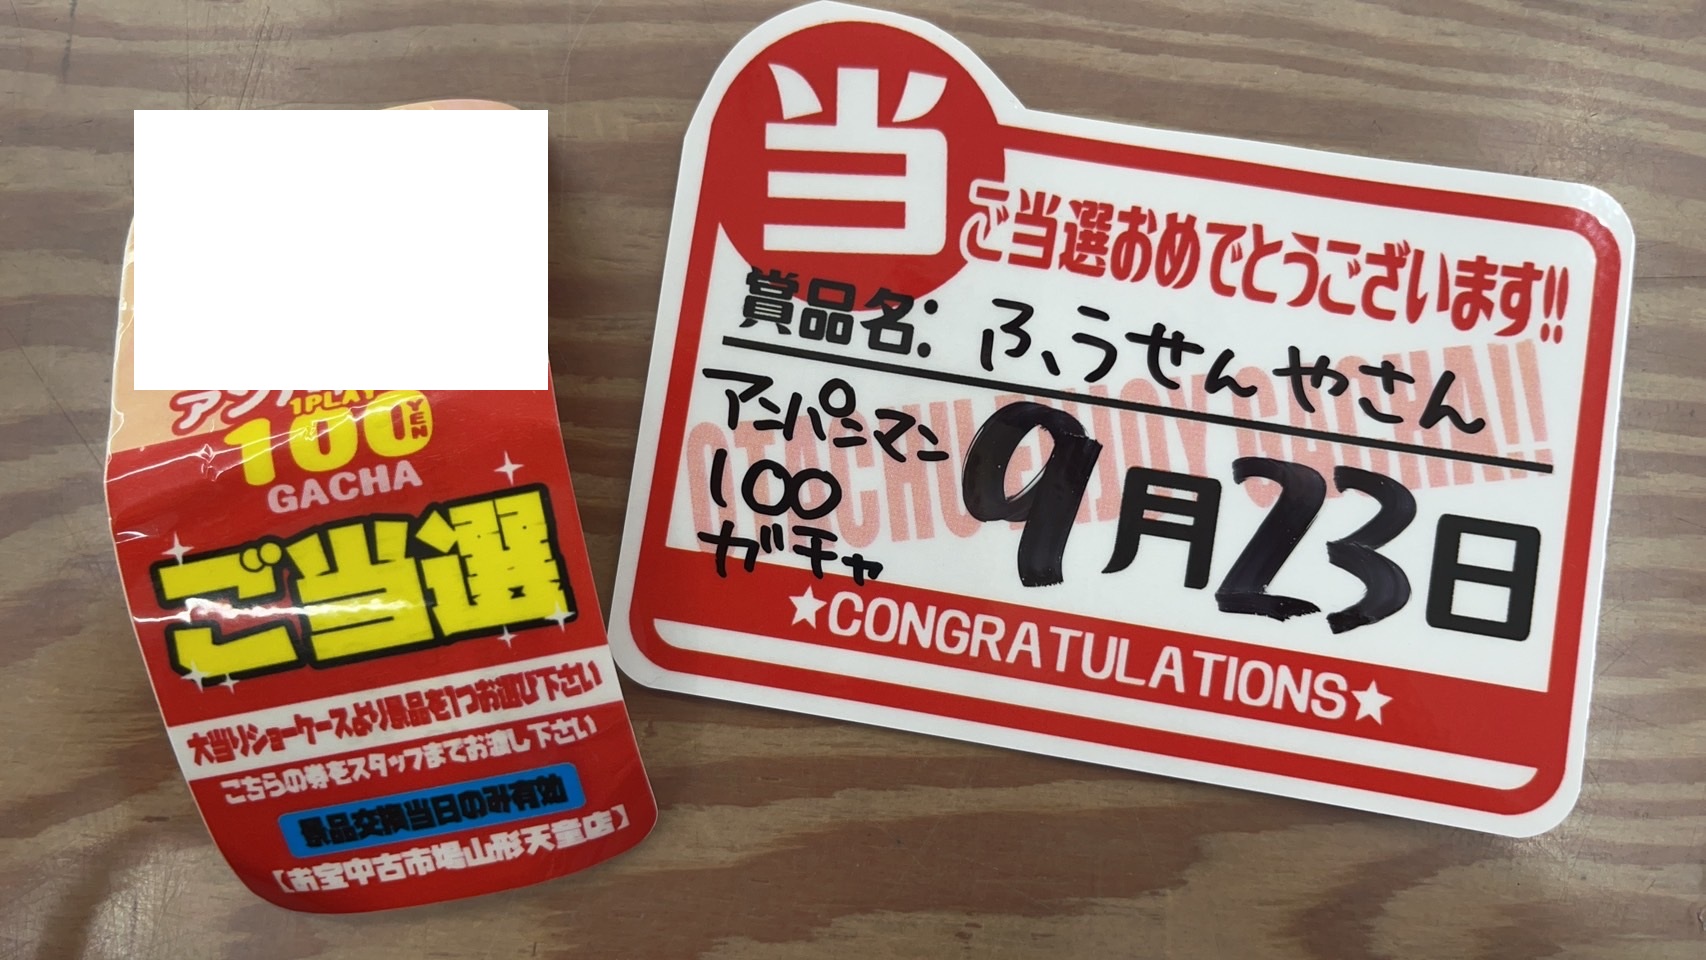 1PLAY
100YEN
GACHA
ご当選
大当りショーケースより景品を1つお選び下さい
こちらの券をスタッフまでお渡し下さい
景品交換当日のみ有効
【お宝中古市場山形天童店】
当
ご当選おめでとうございます!!
賞品名: ふうせんやさん
アンパンマン
100
ガチャ
9月23日
★CONGRATULATIONS★